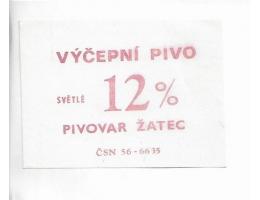 VÝČEPNÍ PIVO
SVĚTLÉ 12%
PIVOVAR ŽATEC
ČSN 56-6635